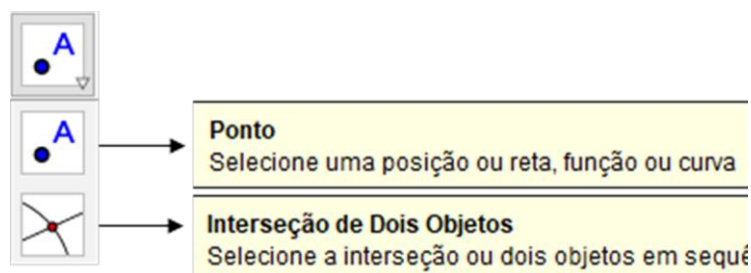 A
A
Ponto
Selecione uma posição ou reta, função ou curva
Interseção de Dois Objetos
Selecione a interseção ou dois objetos em